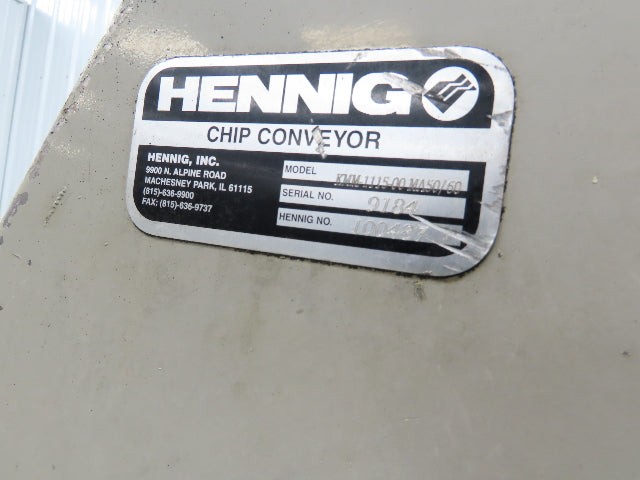 HENNIG
CHIP CONVEYOR
HENNIG, INC.
9900 N. ALPINE ROAD
MACHESNEY PARK, IL 61115
(815)-636-9900
FAX: (815)-636-9737
MODEL
SERIAL NO. 9184
HENNIG NO.